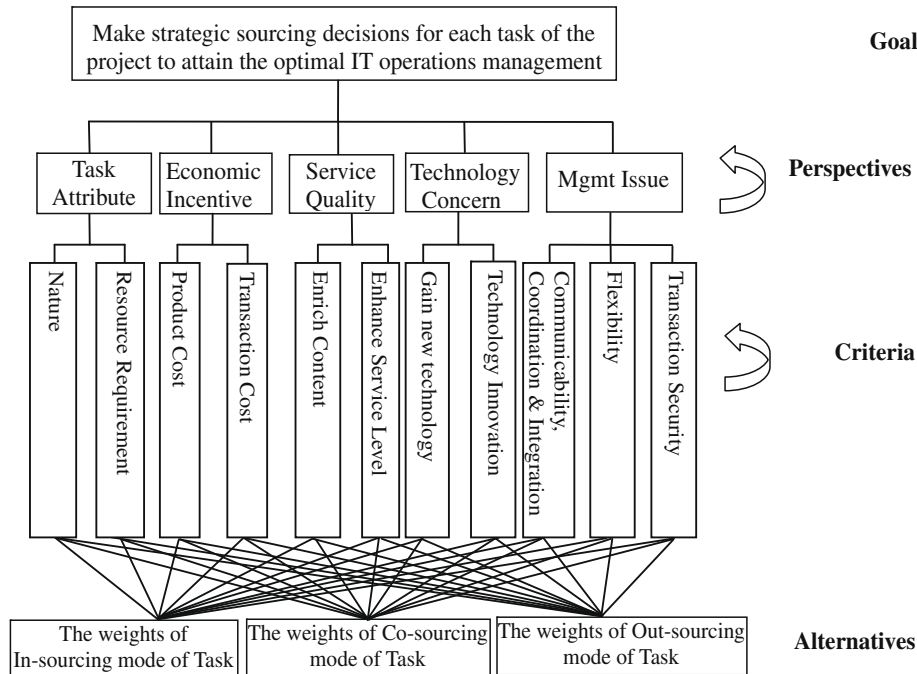 Make strategic sourcing decisions for each task of the
project to attain the optimal IT operations management
Goal
Task
Attribute
Economic
Incentive
Service
Quality
Technology
Concern
Mgmt Issue
Perspectives
Nature
Resource Requirement
Product Cost
Transaction Cost
Enrich Content
Enhance Service Level
Gain new technology
Technology Innovation
Communicability,
Coordination & Integration
Flexibility
Transaction Security
Criteria
The weights of
In-sourcing mode of Task
The weights of Co-sourcing
mode of Task
The weights of Out-sourcing
mode of Task
Alternatives